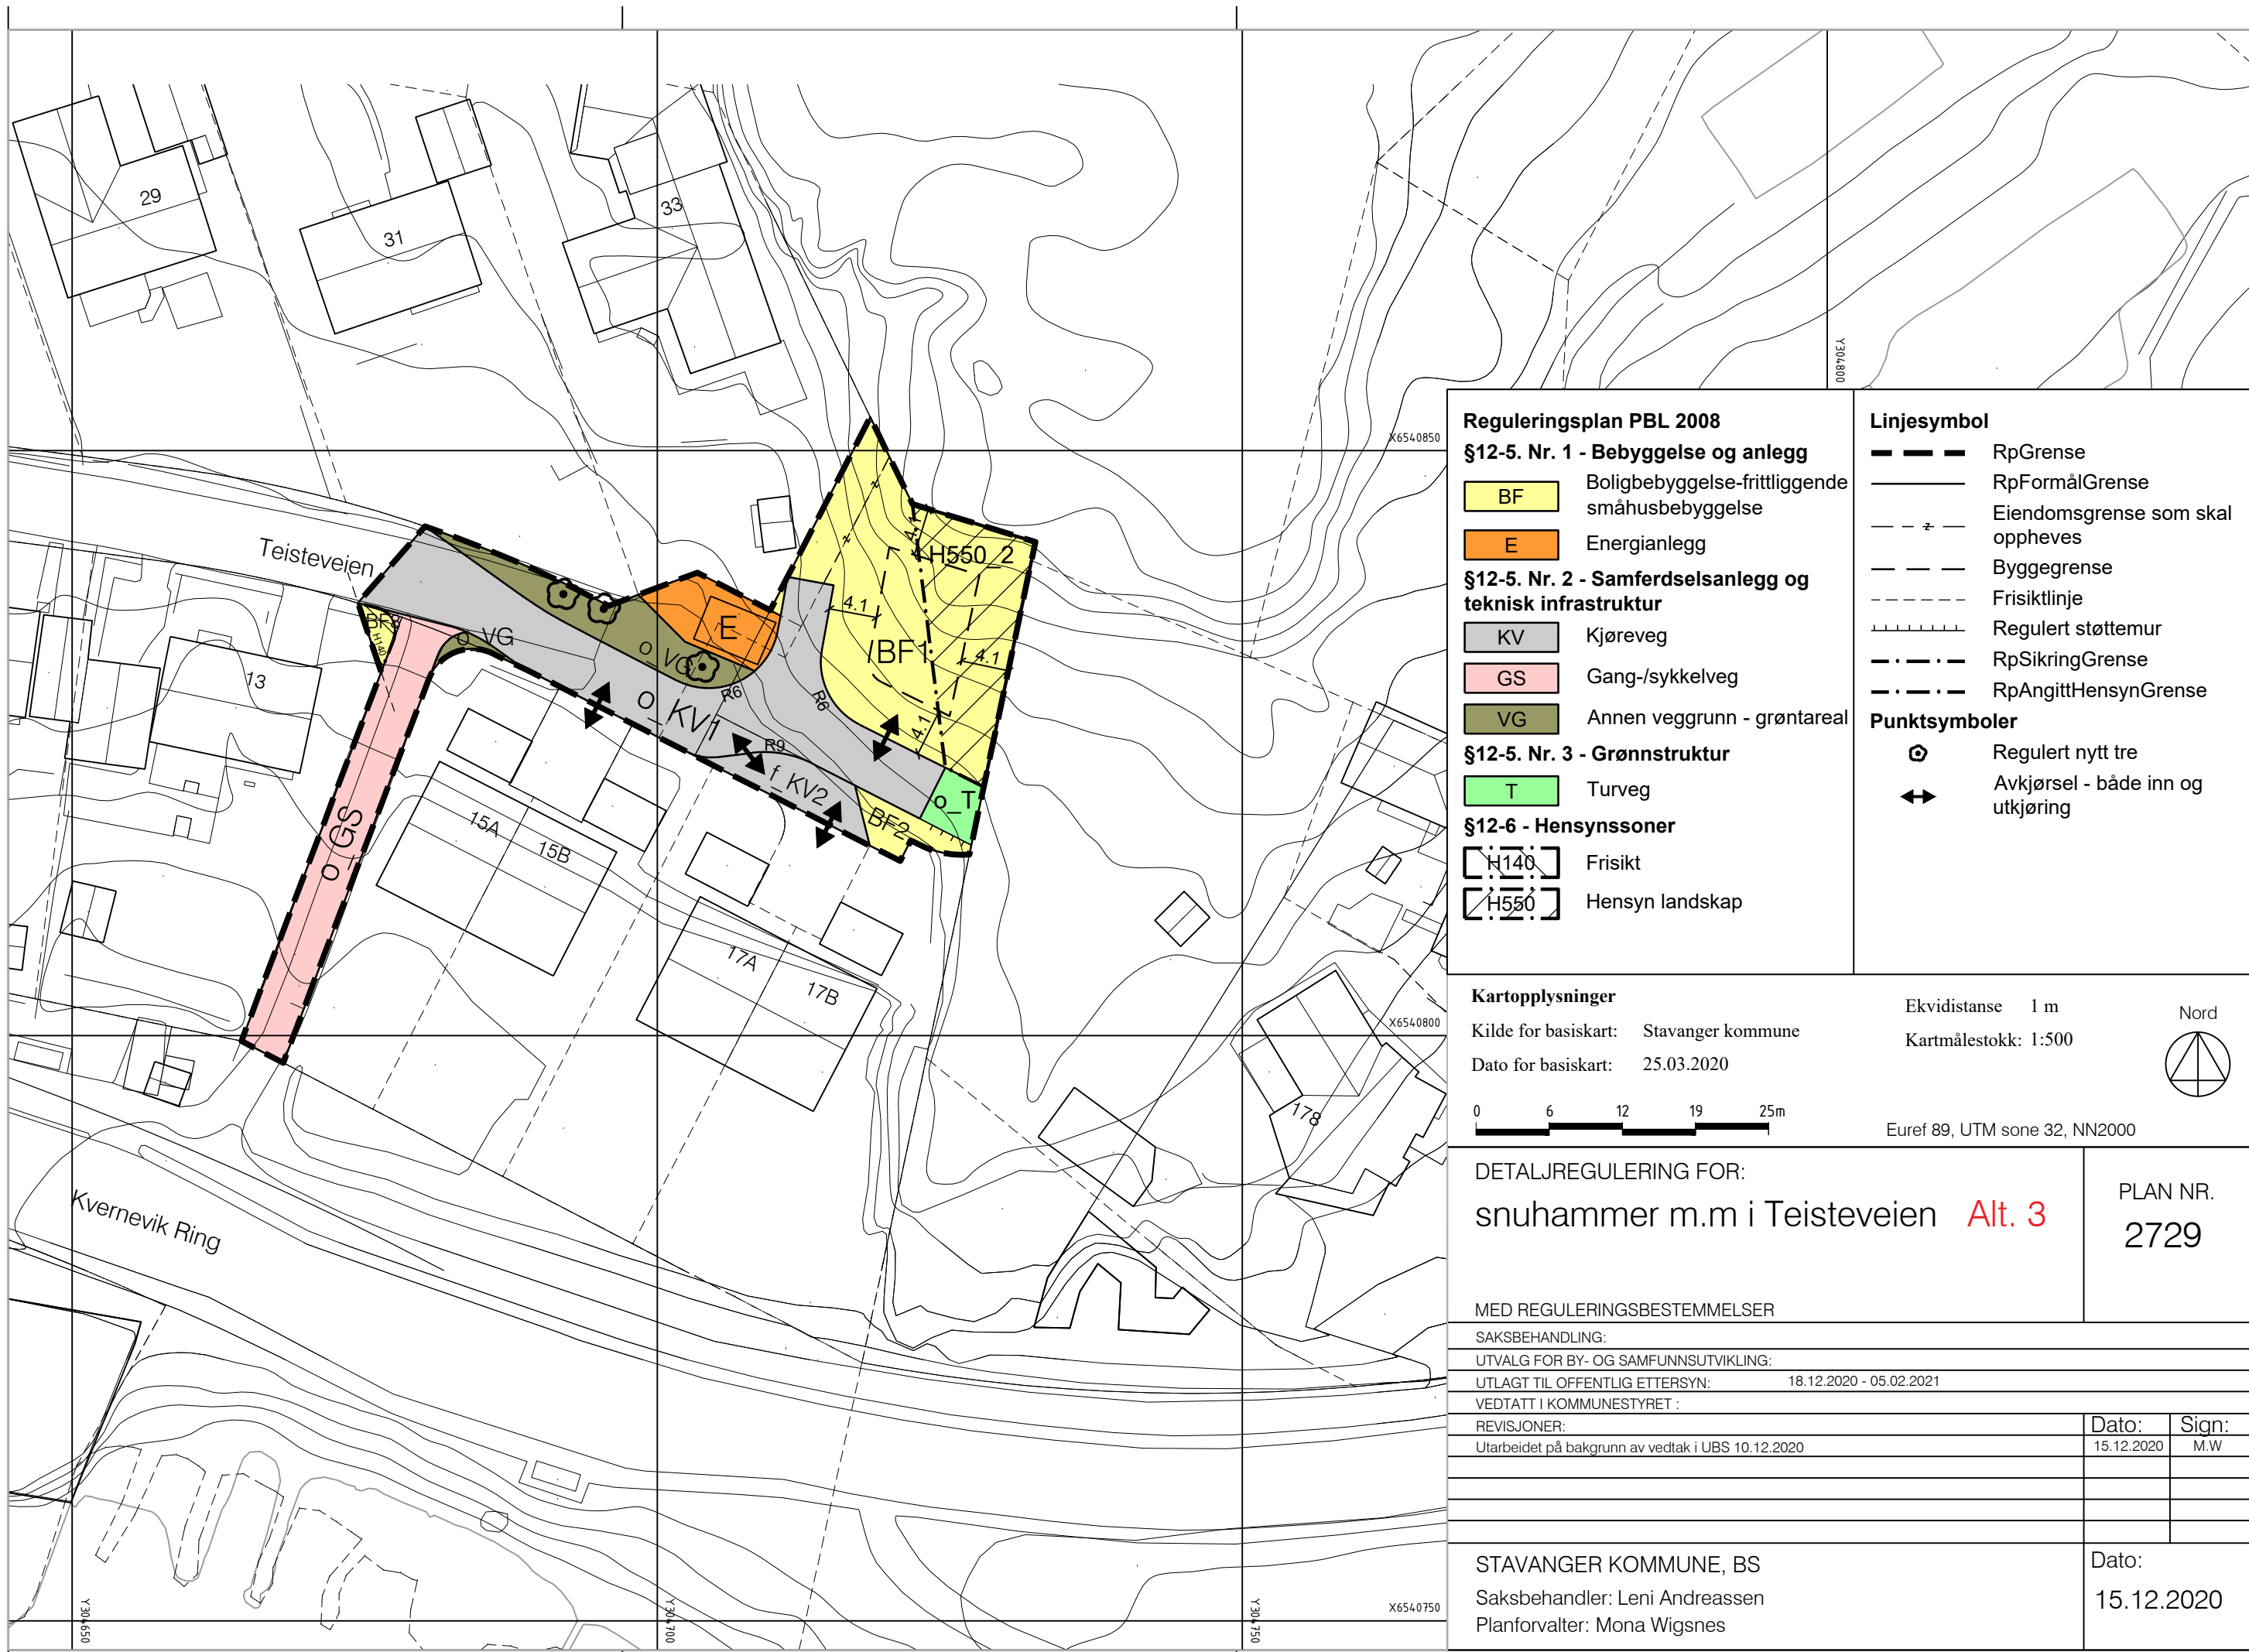 29
31
33
Y304800
X6540850
Teisteveien
H550_2
4.1
4.1
E
BF1
4.1
4.1
BF3
H140
o_VG
o_VG
13
R6
R6
o_KV1
R9
f_KV2
o_T
BF2
o_GS
15A
15B
17A
17B
X6540800
178
Kvernevik Ring
Y304650
Y304700
Y304750
X6540750
Reguleringsplan PBL 2008
§12-5. Nr. 1 - Bebyggelse og anlegg
BF Boligbebyggelse-frittliggende
småhusbebyggelse
E Energianlegg
§12-5. Nr. 2 - Samferdselsanlegg og
teknisk infrastruktur
KV Kjøreveg
GS Gang-/sykkelveg
VG Annen veggrunn - grøntareal
§12-5. Nr. 3 - Grønnstruktur
T Turveg
§12-6 - Hensynssoner
H140 Frisikt
H550 Hensyn landskap
Linjesymbol
RpGrense
RpFormålGrense
Eiendomsgrense som skal
oppheves
Byggegrense
Frisiktlinje
Regulert støttemur
RpSikringGrense
RpAngittHensynGrense
Punktsymboler
Regulert nytt tre
Avkjørsel - både inn og
utkjøring
Kartopplysninger
Kilde for basiskart: Stavanger kommune
Dato for basiskart: 25.03.2020
Ekvidistanse 1 m
Kartmålestokk: 1:500
Nord
0 6 12 19 25m
Euref 89, UTM sone 32, NN2000
DETALJREGULERING FOR:
snuhammer m.m i Teisteveien Alt. 3
PLAN NR.
2729
MED REGULERINGSBESTEMMELSER
SAKSBEHANDLING:
UTVALG FOR BY- OG SAMFUNNSUTVIKLING:
UTLAGT TIL OFFENTLIG ETTERSYN: 18.12.2020 - 05.02.2021
VEDTATT I KOMMUNESTYRET :
REVISJONER: Dato: Sign:
Utarbeidet på bakgrunn av vedtak i UBS 10.12.2020 15.12.2020 M.W
STAVANGER KOMMUNE, BS
Saksbehandler: Leni Andreassen
Planforvalter: Mona Wigsnes
Dato:
15.12.2020